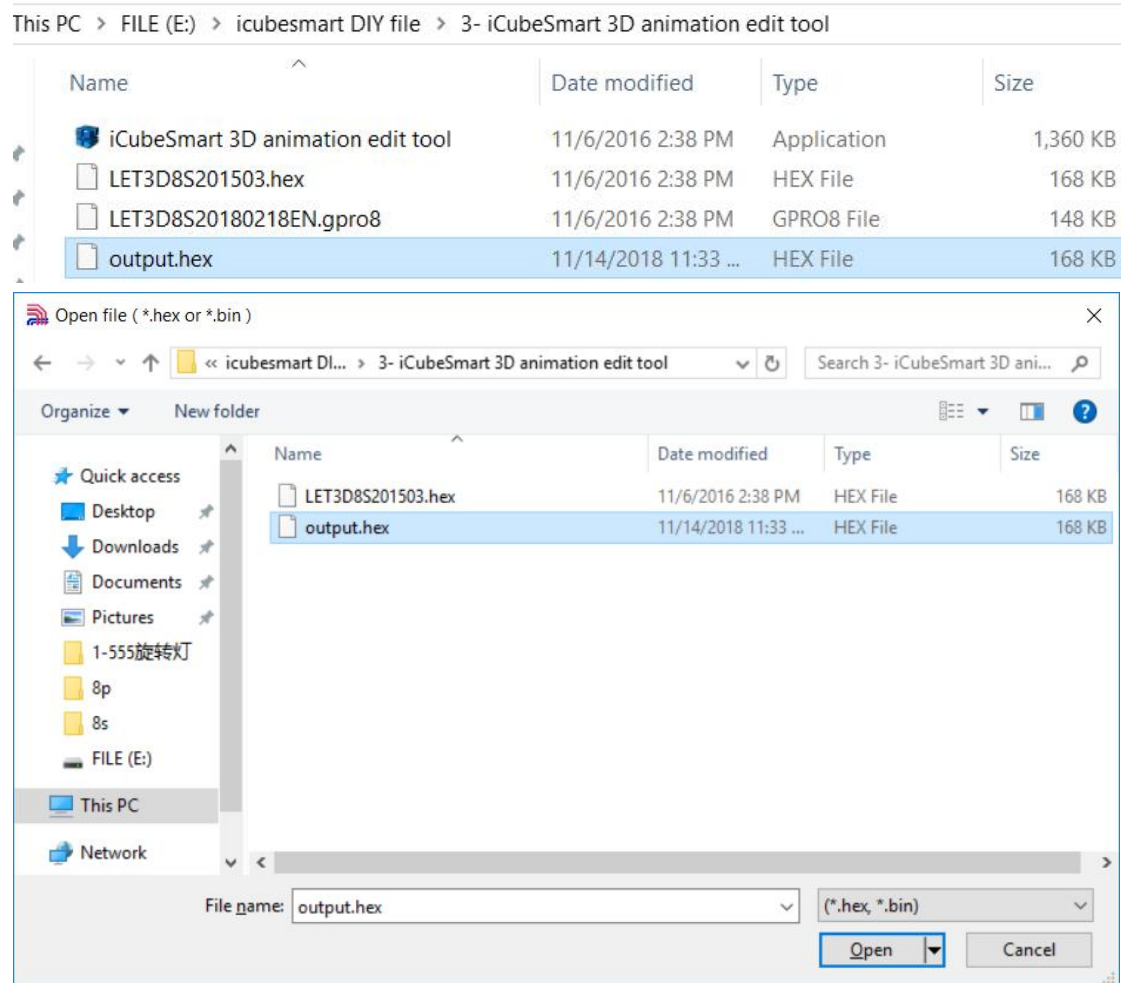 This PC > FILE (E:) > icubesmart DIY file > 3- iCubeSmart 3D animation edit tool
Name Date modified Type Size
iCubeSmart 3D animation edit tool 11/6/2016 2:38 PM Application 1,360 KB
LET3D8S201503.hex 11/6/2016 2:38 PM HEX File 168 KB
LET3D8S20180218EN.gpro8 11/6/2016 2:38 PM GPRO8 File 148 KB
output.hex 11/14/2018 11:33 ... HEX File 168 KB
Open file ( *.hex or *.bin )
« icubesmart DI... > 3- iCubeSmart 3D animation edit tool Search 3- iCubeSmart 3D ani...
Organize New folder
Name Date modified Type Size
Quick access
LET3D8S201503.hex 11/6/2016 2:38 PM HEX File 168 KB
Desktop
output.hex 11/14/2018 11:33 ... HEX File 168 KB
Downloads
Documents
Pictures
1-555旋转灯
8p
8s
FILE (E:)
This PC
Network
File name: output.hex (*.hex, *.bin)
Open Cancel